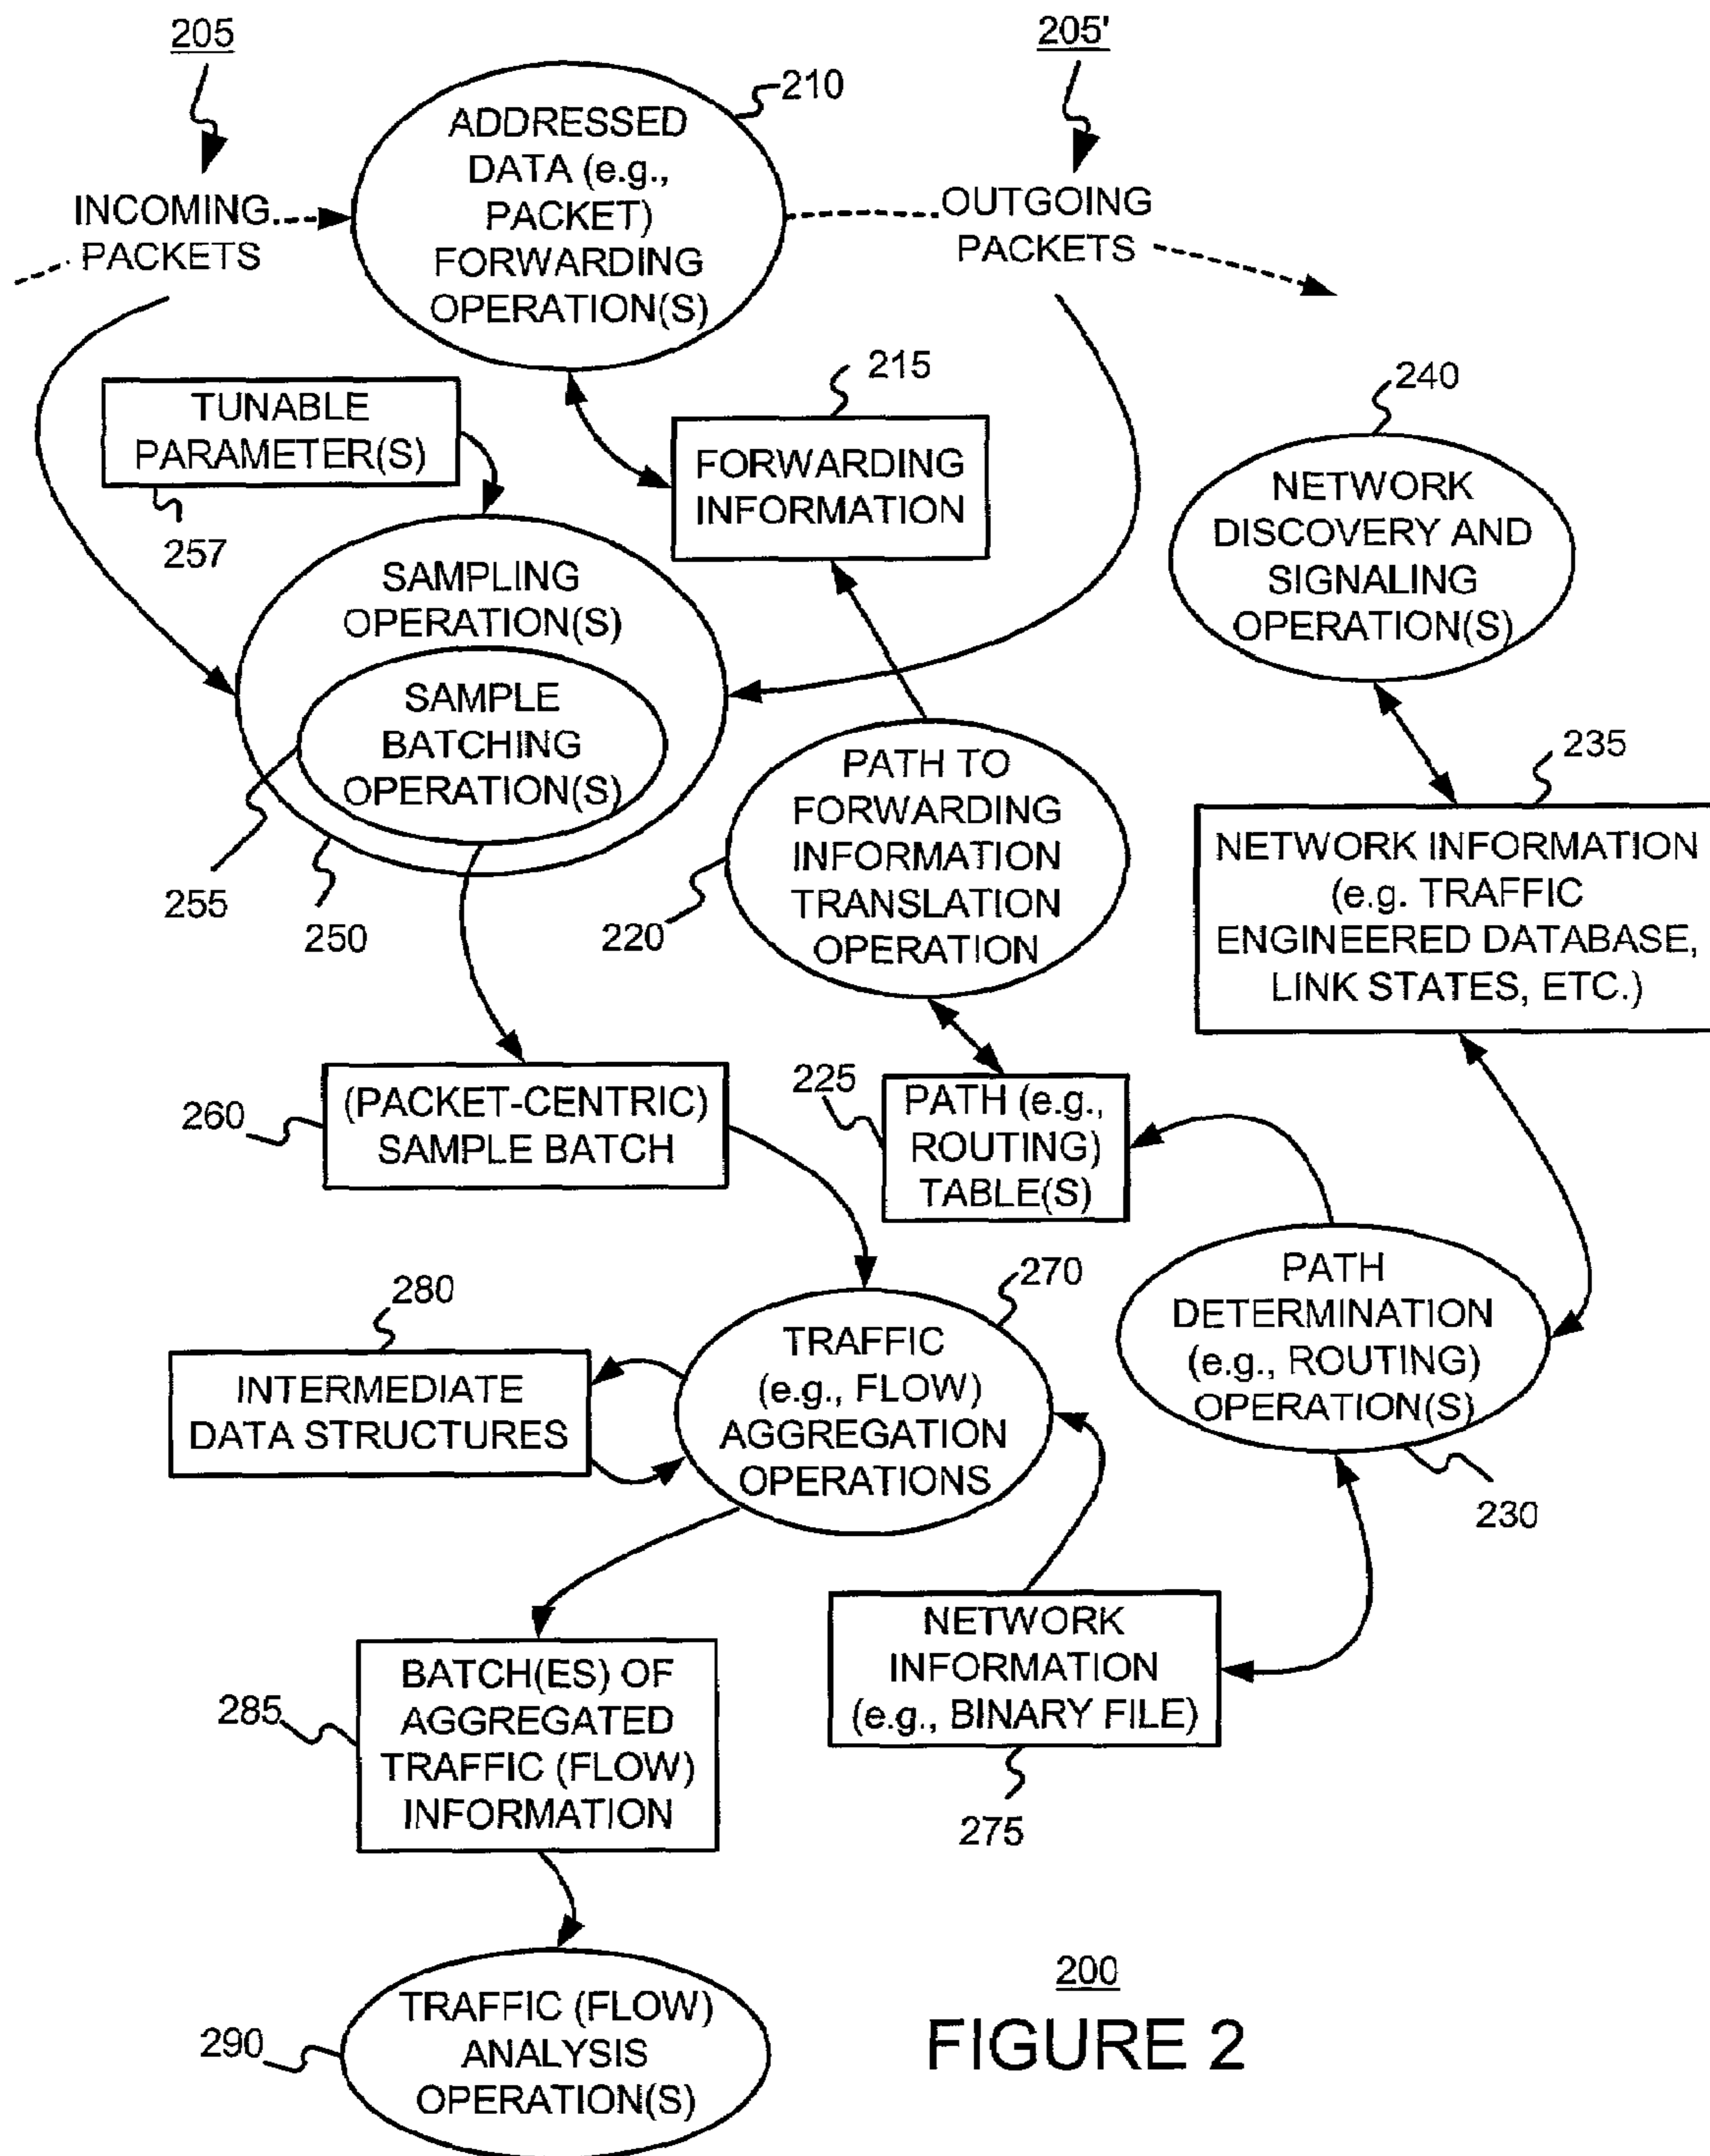 205
205'
210
ADDRESSED
DATA (e.g.,
PACKET)
FORWARDING
OPERATION(S)
INCOMING
PACKETS
OUTGOING
PACKETS
215
FORWARDING
INFORMATION
TUNABLE
PARAMETER(S)
257
240
NETWORK
DISCOVERY AND
SIGNALING
OPERATION(S)
SAMPLING
OPERATION(S)
SAMPLE
BATCHING
OPERATION(S)
255
250
PATH TO
FORWARDING
INFORMATION
TRANSLATION
OPERATION
220
235
NETWORK INFORMATION
(e.g. TRAFFIC
ENGINEERED DATABASE,
LINK STATES, ETC.)
260
(PACKET-CENTRIC)
SAMPLE BATCH
225
PATH (e.g.,
ROUTING)
TABLE(S)
270
TRAFFIC
(e.g., FLOW)
AGGREGATION
OPERATIONS
280
INTERMEDIATE
DATA STRUCTURES
PATH
DETERMINATION
(e.g., ROUTING)
OPERATION(S)
230
NETWORK
INFORMATION
(e.g., BINARY FILE)
275
285
BATCH(ES) OF
AGGREGATED
TRAFFIC (FLOW)
INFORMATION
290
TRAFFIC (FLOW)
ANALYSIS
OPERATION(S)
200
FIGURE 2